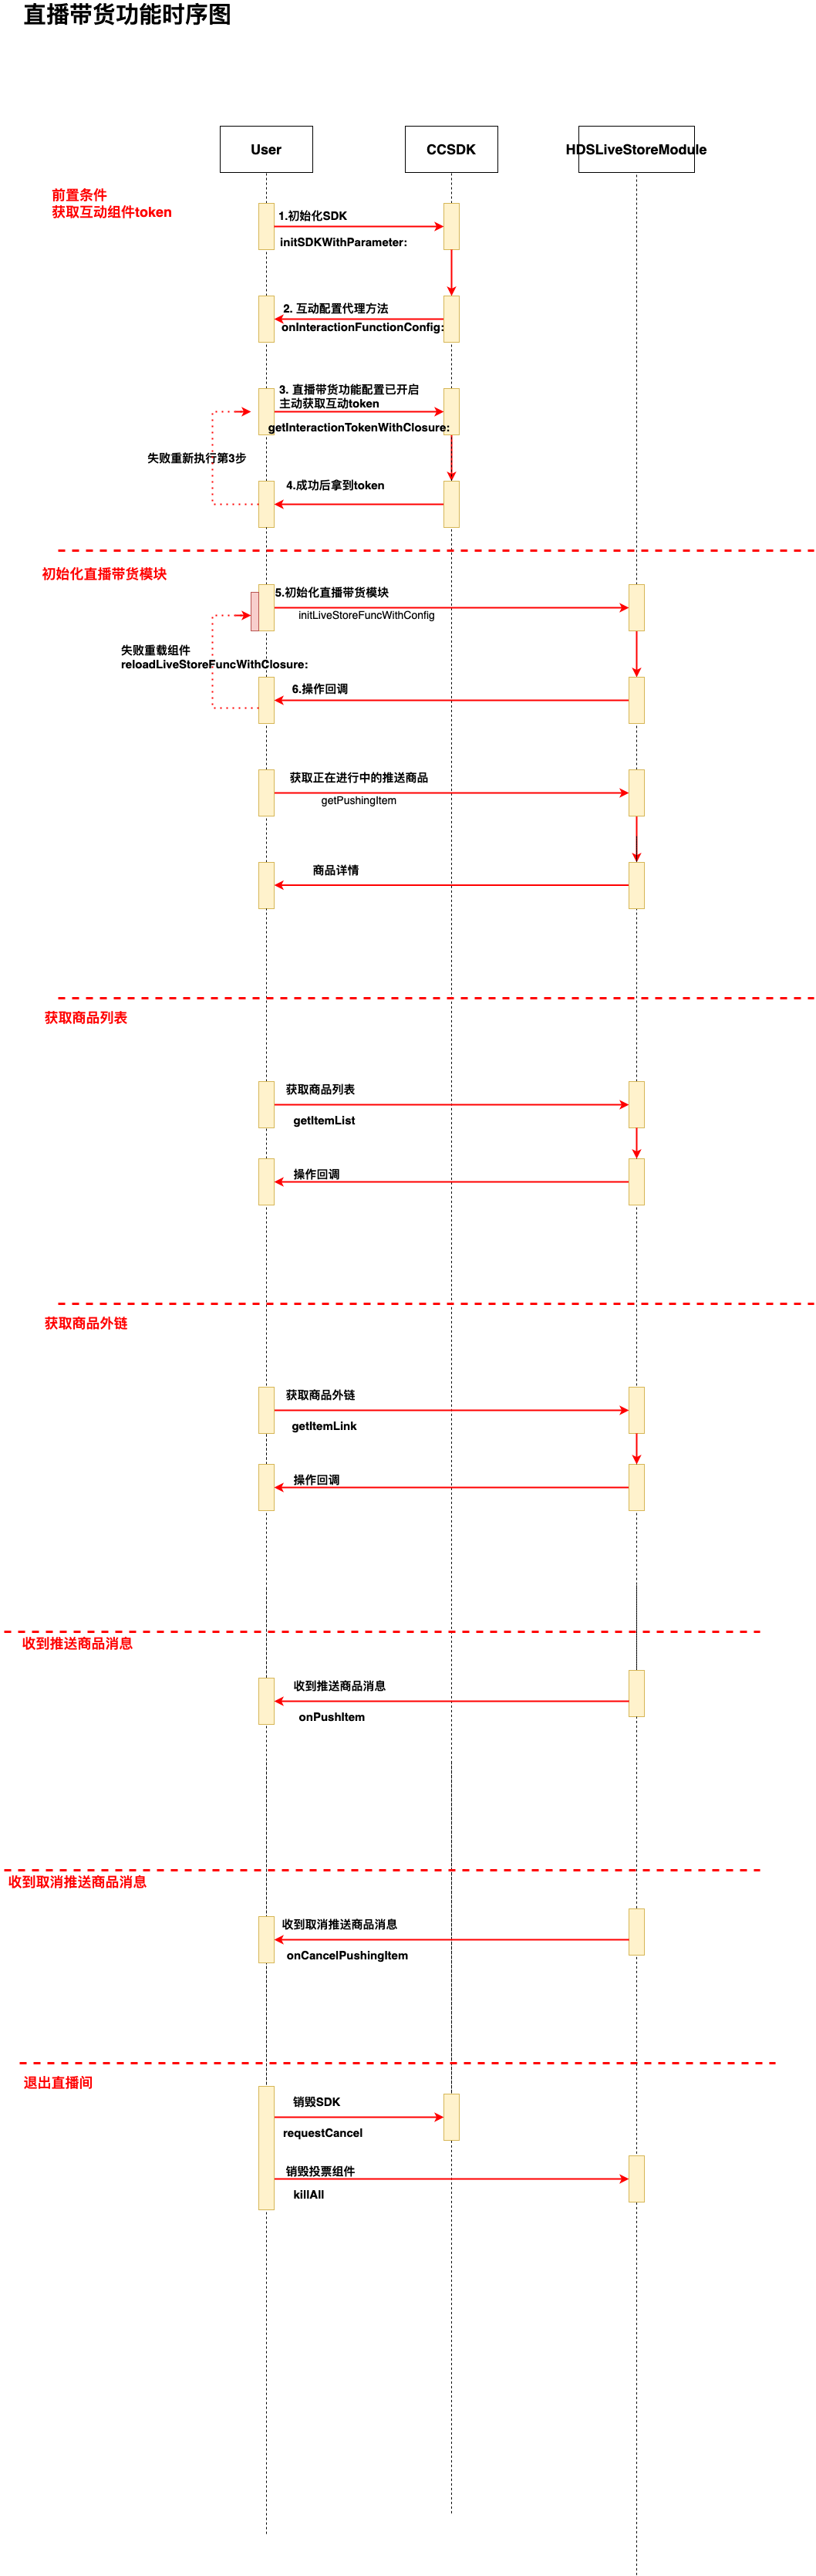 直播带货功能时序图
User
CCSDK
HDSLiveStoreModule
前置条件
获取互动组件token
1.初始化SDK
initSDKWithParameter:
2. 互动配置代理方法
onInteractionFunctionConfig:
3. 直播带货功能配置已开启
主动获取互动token
getInteractionTokenWithClosure:
失败重新执行第3步
4.成功后拿到token
初始化直播带货模块
5.初始化直播带货模块
initLiveStoreFuncWithConfig
失败重载组件
reloadLiveStoreFuncWithClosure:
6.操作回调
获取正在进行中的推送商品
getPushingItem
商品详情
获取商品列表
获取商品列表
getItemList
操作回调
获取商品外链
获取商品外链
getItemLink
操作回调
收到推送商品消息
收到推送商品消息
onPushItem
收到取消推送商品消息
收到取消推送商品消息
onCancelPushingItem
退出直播间
销毁SDK
requestCancel
销毁投票组件
killAll